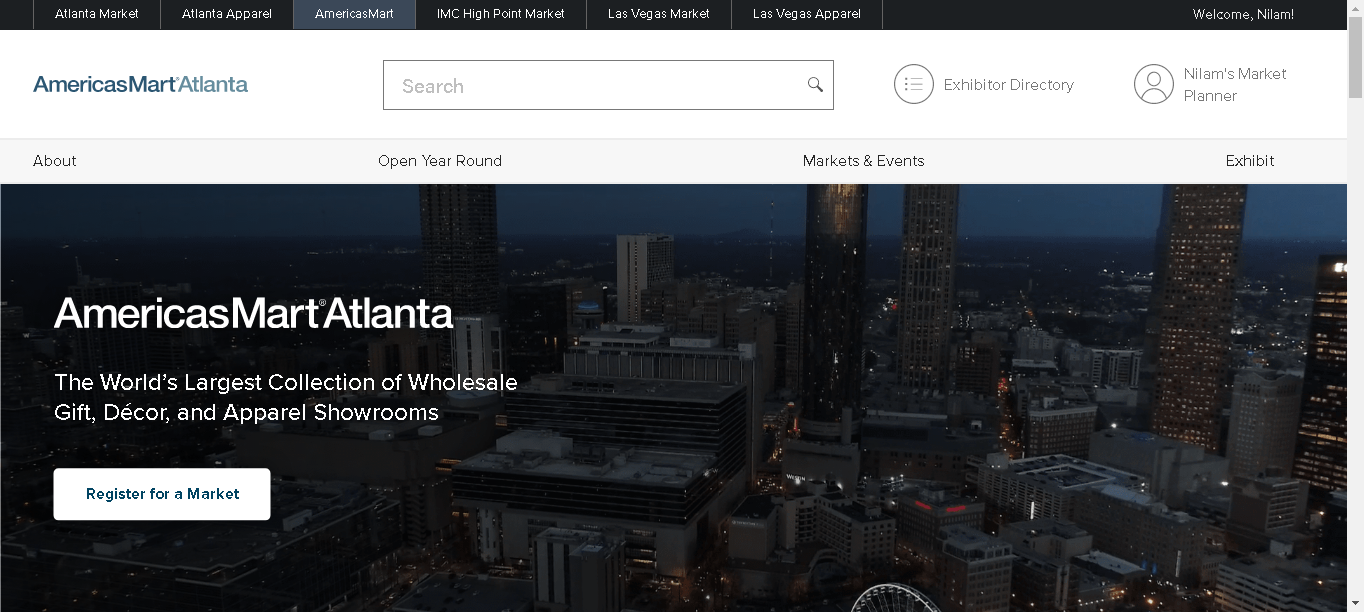 Atlanta Market Atlanta Apparel AmericasMart IMC High Point Market Las Vegas Market Las Vegas Apparel Welcome, Nilam!
AmericasMart®Atlanta
Search
Exhibitor Directory
Nilam's Market
Planner
About Open Year Round Markets & Events Exhibit
AmericasMart®Atlanta
The World's Largest Collection of Wholesale
Gift, Décor, and Apparel Showrooms
Register for a Market
WESTIN